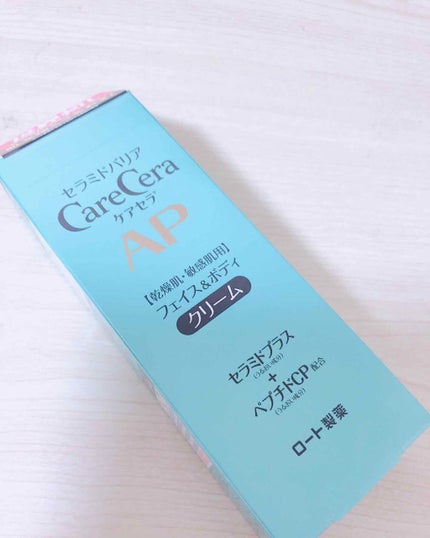 セラミドバリア
CareCera
ケアセラ
AP
【乾燥肌・敏感肌用】
フェイス&ボディ
クリーム
セラミドプラス
(うるおい成分)
+
ペプチドCP配合
(うるおい成分)
ロート製薬